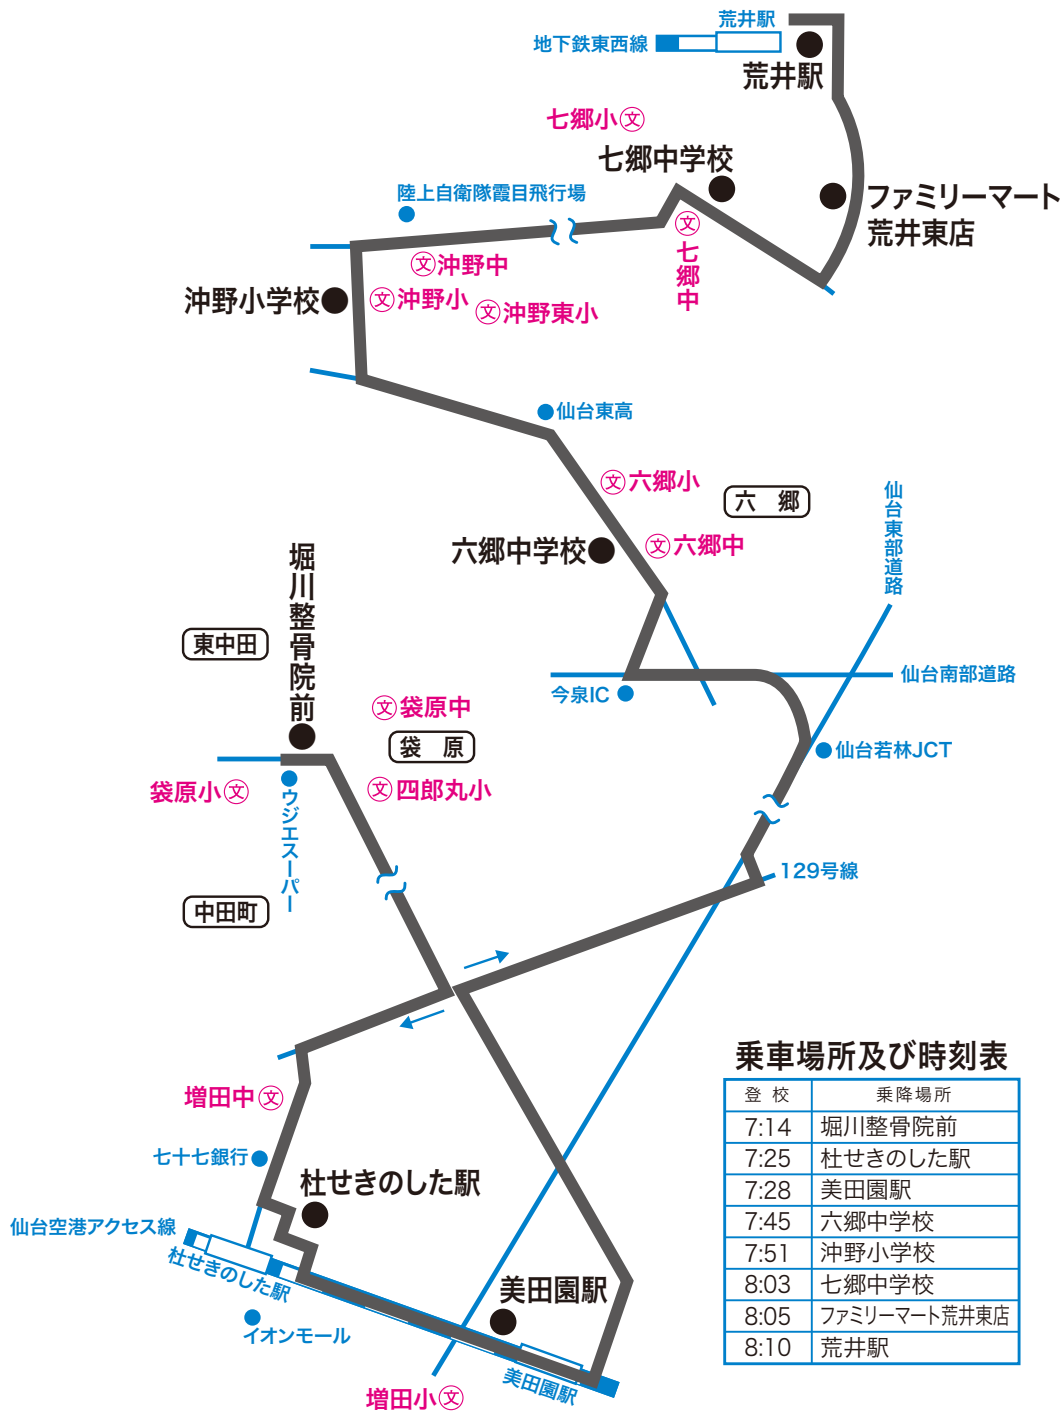 荒井駅
地下鉄東西線
荒井駅
七郷小㊛
七郷中学校
陸上自衛隊霞目飛行場
ファミリーマート
荒井東店
文七郷中
文沖野中
沖野小学校
文沖野小
文沖野東小
仙台東高
文六郷小
六 郷
仙台東部道路
六郷中学校
文六郷中
堀川整骨院前
東中田
仙台南部道路
今泉IC
文袋原中
袋 原
仙台若林JCT
袋原小文
文四郎丸小
ウジエスーパー
129号線
中田町
増田中文
七十七銀行
杜せきのした駅
仙台空港アクセス線
杜せきのした駅
美田園駅
イオンモール
美田園駅
増田小文
乗車場所及び時刻表
登 校 乗降場所
7:14 堀川整骨院前
7:25 杜せきのした駅
7:28 美田園駅
7:45 六郷中学校
7:51 沖野小学校
8:03 七郷中学校
8:05 ファミリーマート荒井東店
8:10 荒井駅